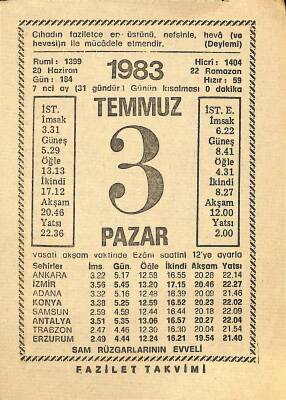 Cihadın faziletçe en üstünü, nefsinle, hevâ (ve
hevesi)n ile mücadele etmendir. (Deylemi)
Rumi : 1399
20 Haziran
Gün : 184
1983
Hicri : 1404
22 Ramazan
Hızır : 59
7 nci ay (31 gündür) Günün kısalması 0 dakika
TEMMUZ
3
PAZAR
İST.
İmsak
3.31
Güneş
5.29
Öğle
13.13
İkindi
17.12
Akşam
20.46
Yatsı
22.36
İST. E.
İmsak
6.22
Güneş
8.41
Öğle
4.31
İkindi
8.27
Akşam
12.00
Yatsı
2.00
vasati akşam vaktinde Ezâni saatini 12'ye ayarla
Şehirler İms. Gün. Öğle İkindi Akşam Yatsı
ANKARA 3.22 5.17 12.58 16.55 20.28 22.14
İZMİR 3.56 5.45 13.20 17.15 20.46 22.27
ADANA 3.32 5.16 12.48 16.39 20.09 21.46
KONYA 3.38 5.25 12.59 16.52 20.23 22.02
SAMSUN 2.59 4.59 12.44 16.44 20.18 22.09
ANTALYA 3.51 5.35 13.06 16.57 20.27 22.04
TRABZON 2.47 4.46 12.29 16.30 20.04 21.54
ERZURUM 2.49 4.44 12.24 16.21 19.54 21.40
SAM RÜZGARLARININ EVVELİ
FAZİLET TAKVİMİ